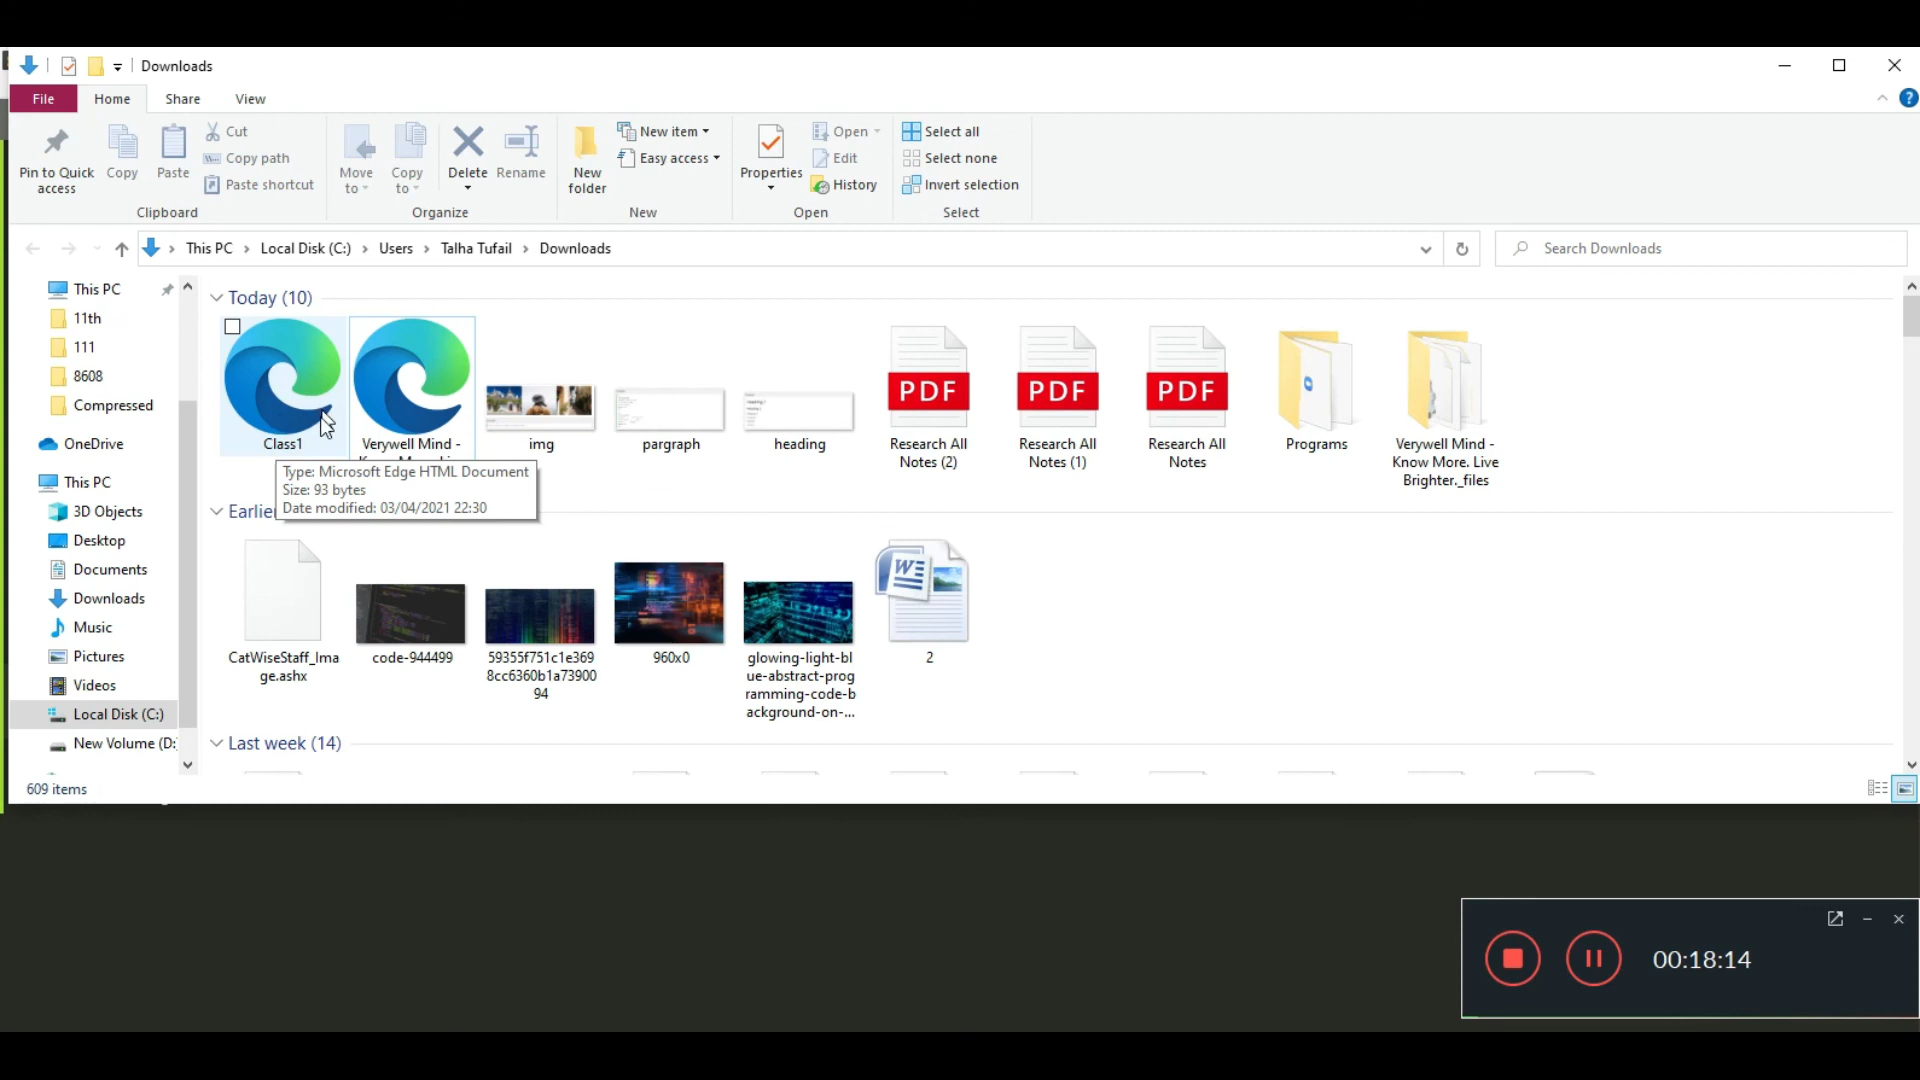 Downloads
File Home Share View
Pin to Quick access
Copy
Paste
Cut
Copy path
Paste shortcut
Move to
Copy to
Delete
Rename
New folder
New item
Easy access
Properties
Open
Edit
History
Select all
Select none
Invert selection
Clipboard Organize New Open Select
This PC Local Disk (C:) Users Talha Tufail Downloads
Search Downloads
This PC
11th
111
8608
Compressed
OneDrive
This PC
3D Objects
Desktop
Documents
Downloads
Music
Pictures
Videos
Local Disk (C:)
New Volume (D:
Today (10)
Class1
Verywell Mind -
img
pargraph
heading
PDF
Research All
Notes (2)
PDF
Research All
Notes (1)
PDF
Research All
Notes
Programs
Verywell Mind -
Know More. Live
Brighter._files
Type: Microsoft Edge HTML Document
Size: 93 bytes
Date modified: 03/04/2021 22:30
CatWiseStaff_Ima
ge.ashx
code-944499
59355f751c1e369
8cc6360b1a73900
94
960x0
glowing-light-bl
ue-abstract-prog
ramming-code-b
ackground-on-...
W
2
Last week (14)
609 items
00:18:14